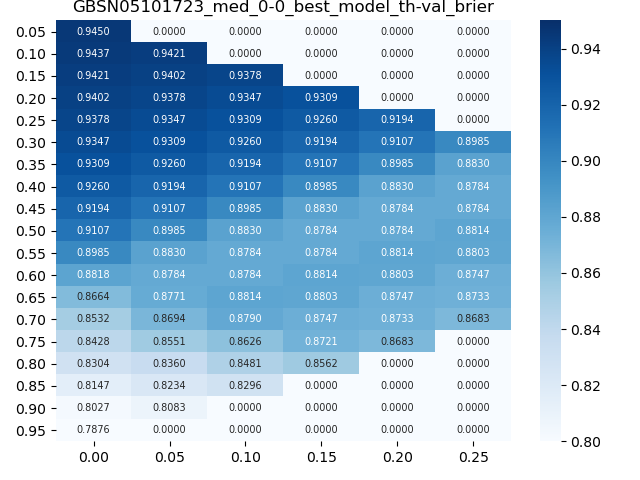 GBSN05101723_med_0-0_best_model_th-val_brier
0.05 0.9450 0.0000 0.0000 0.0000 0.0000 0.0000
0.10 0.9437 0.9421 0.0000 0.0000 0.0000 0.0000
0.15 0.9421 0.9402 0.9378 0.0000 0.0000 0.0000
0.20 0.9402 0.9378 0.9347 0.9309 0.0000 0.0000
0.25 0.9378 0.9347 0.9309 0.9260 0.9194 0.0000
0.30 0.9347 0.9309 0.9260 0.9194 0.9107 0.8985
0.35 0.9309 0.9260 0.9194 0.9107 0.8985 0.8830
0.40 0.9260 0.9194 0.9107 0.8985 0.8830 0.8784
0.45 0.9194 0.9107 0.8985 0.8830 0.8784 0.8784
0.50 0.9107 0.8985 0.8830 0.8784 0.8784 0.8814
0.55 0.8985 0.8830 0.8784 0.8784 0.8814 0.8803
0.60 0.8818 0.8784 0.8784 0.8814 0.8803 0.8747
0.65 0.8664 0.8771 0.8814 0.8803 0.8747 0.8733
0.70 0.8532 0.8694 0.8790 0.8747 0.8733 0.8683
0.75 0.8428 0.8551 0.8626 0.8721 0.8683 0.0000
0.80 0.8304 0.8360 0.8481 0.8562 0.0000 0.0000
0.85 0.8147 0.8234 0.8296 0.0000 0.0000 0.0000
0.90 0.8027 0.8083 0.0000 0.0000 0.0000 0.0000
0.95 0.7876 0.0000 0.0000 0.0000 0.0000 0.0000
0.00 0.05 0.10 0.15 0.20 0.25
0.94
0.92
0.90
0.88
0.86
0.84
0.82
0.80